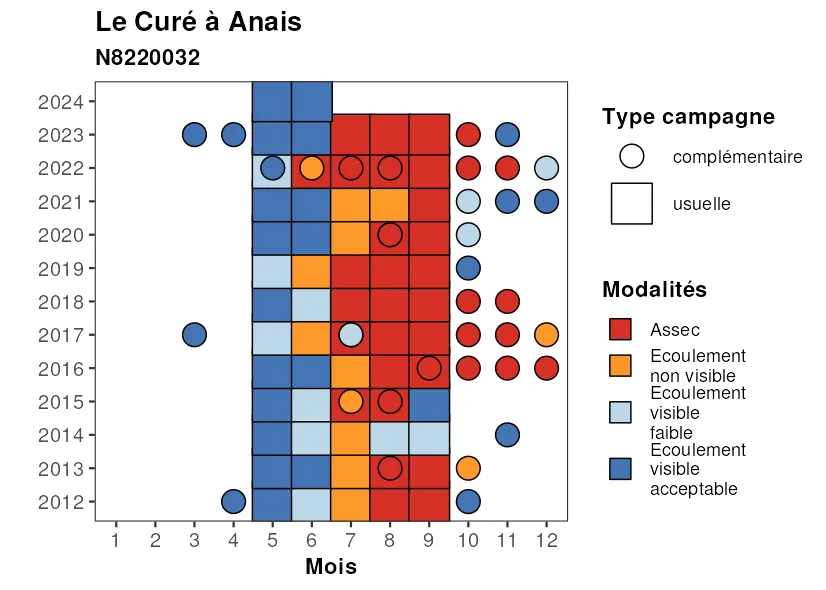 Le Curé à Anais
N8220032
2024
2023
2022
2021
2020
2019
2018
2017
2016
2015
2014
2013
2012
1 2 3 4 5 6 7 8 9 10 11 12
Mois
Type campagne
complémentaire
usuelle
Modalités
Assec
Ecoulement
non visible
Ecoulement
visible
faible
Ecoulement
visible
acceptable